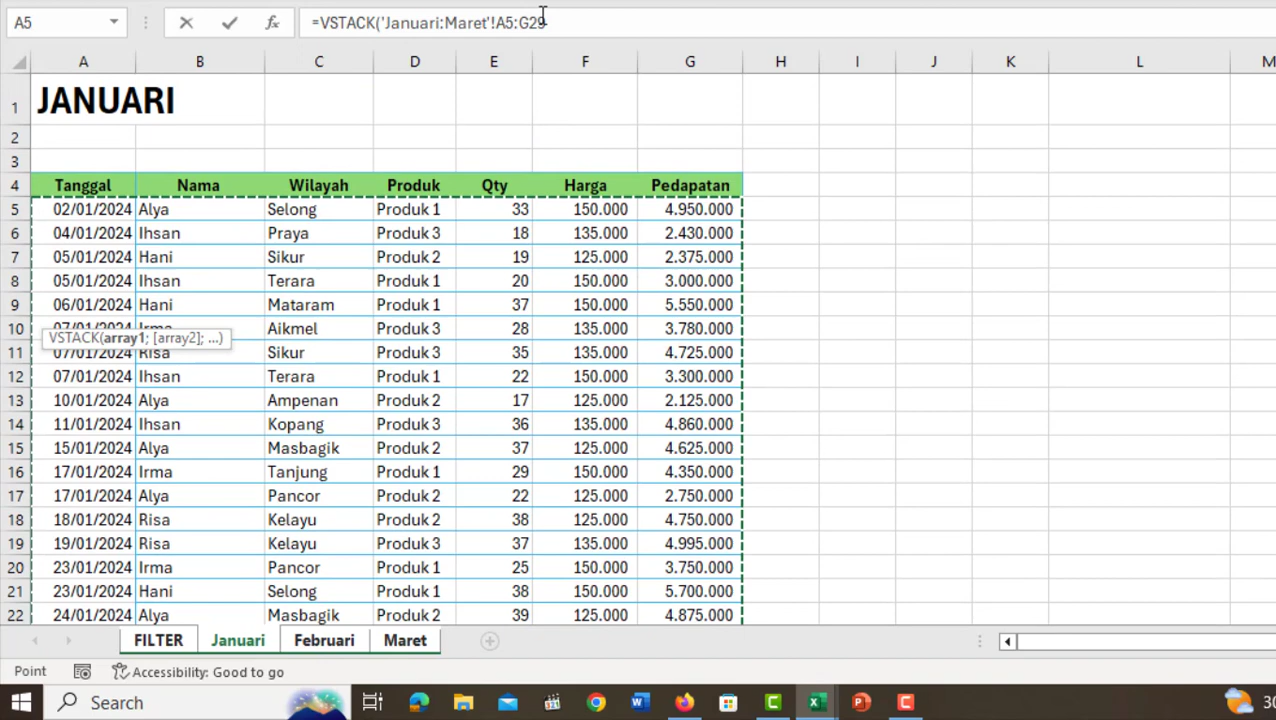 A5 =VSTACK('Januari:Maret'!A5:G29
A B C D E F G H I J K L M
1 JANUARI
2
3
4 Tanggal Nama Wilayah Produk Qty Harga Pedapatan
5 02/01/2024 Alya Selong Produk 1 33 150.000 4.950.000
6 04/01/2024 Ihsan Praya Produk 3 18 135.000 2.430.000
7 05/01/2024 Hani Sikur Produk 2 19 125.000 2.375.000
8 05/01/2024 Ihsan Terara Produk 1 20 150.000 3.000.000
9 06/01/2024 Hani Mataram Produk 1 37 150.000 5.550.000
10 07/01/2024 Irma Aikmel Produk 3 28 135.000 3.780.000
VSTACK(array1; [array2]; ...)
11 07/01/2024 Risa Sikur Produk 3 35 135.000 4.725.000
12 07/01/2024 Ihsan Terara Produk 1 22 150.000 3.300.000
13 10/01/2024 Alya Ampenan Produk 2 17 125.000 2.125.000
14 11/01/2024 Ihsan Kopang Produk 3 36 135.000 4.860.000
15 15/01/2024 Alya Masbagik Produk 2 37 125.000 4.625.000
16 17/01/2024 Irma Tanjung Produk 1 29 150.000 4.350.000
17 17/01/2024 Alya Pancor Produk 2 22 125.000 2.750.000
18 18/01/2024 Risa Kelayu Produk 2 38 125.000 4.750.000
19 19/01/2024 Risa Kelayu Produk 3 37 135.000 4.995.000
20 23/01/2024 Irma Pancor Produk 1 25 150.000 3.750.000
21 23/01/2024 Hani Selong Produk 1 38 150.000 5.700.000
22 24/01/2024 Alya Masbagik Produk 2 39 125.000 4.875.000
FILTER Januari Februari Maret
Point Accessibility: Good to go
Search 30